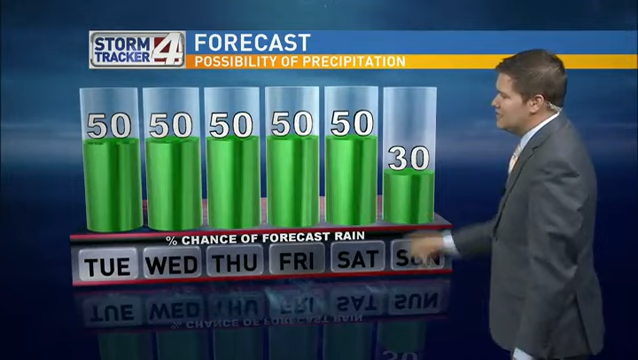 STORM
TRACKER 4
FORECAST
POSSIBILITY OF PRECIPITATION
50 50 50 50 50 30
% CHANCE OF FORECAST RAIN
TUE WED THU FRI SAT SUN